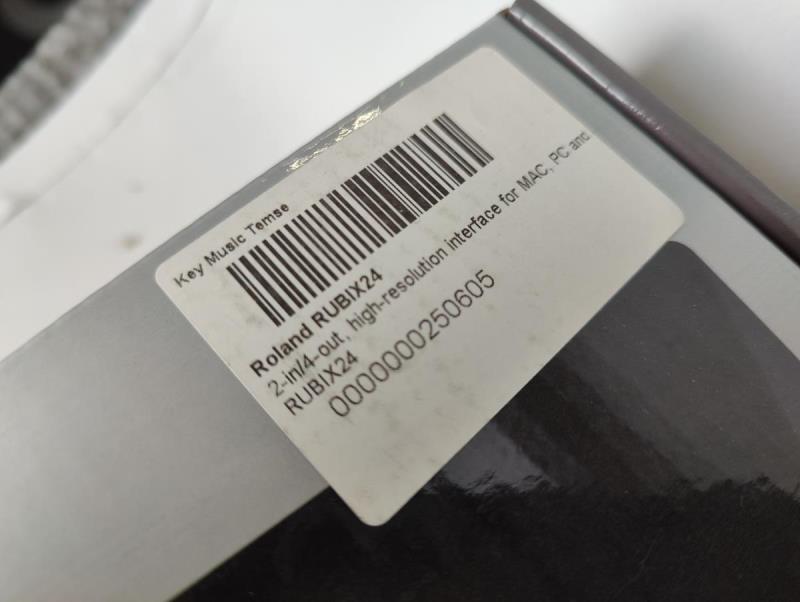 Key Music Temse
Roland RUBIX24
2-in/4-out, high-resolution interface for MAC, PC and
RUBIX24
0000000250605